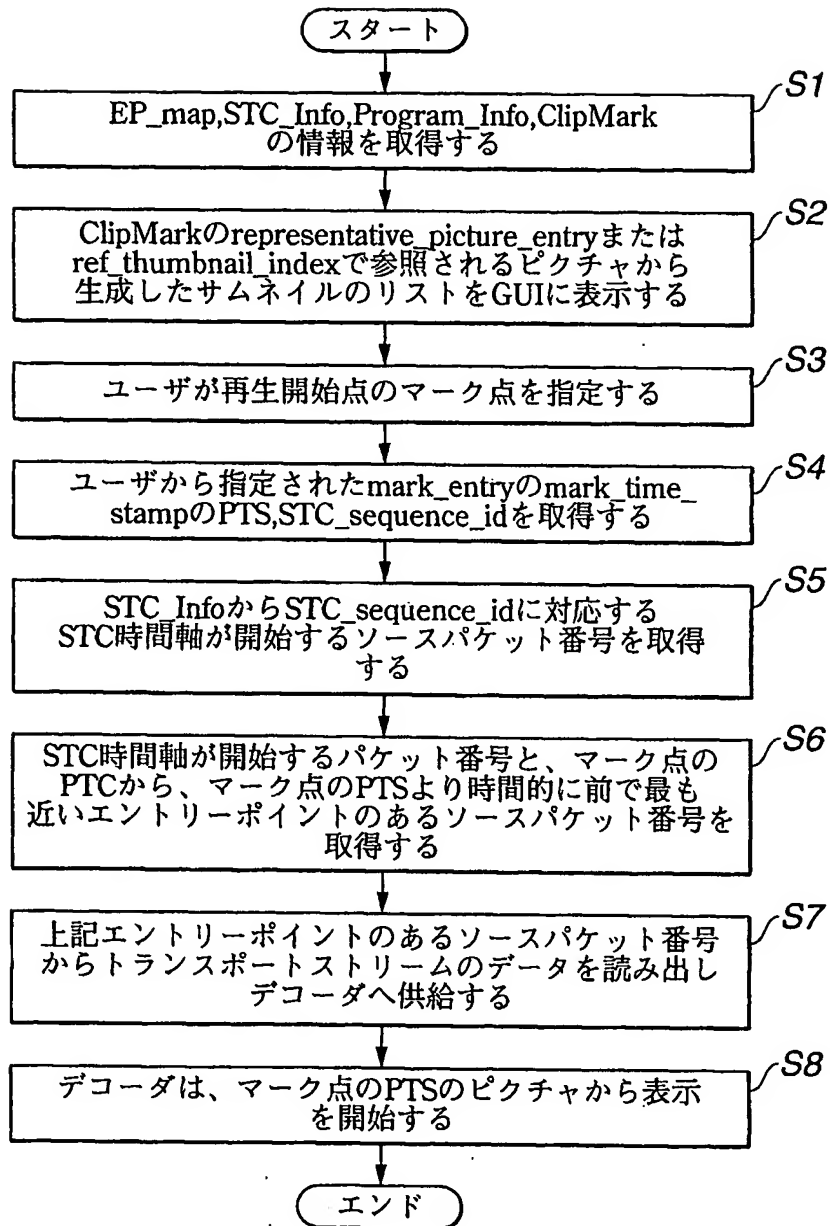 スタート
S1
EP_map,STC_Info,Program_Info,ClipMark
の情報を取得する
S2
ClipMarkのrepresentative_picture_entryまたは
ref_thumbnail_indexで参照されるピクチャから
生成したサムネイルのリストをGUIに表示する
S3
ユーザが再生開始点のマーク点を指定する
S4
ユーザから指定されたmark_entryのmark_time_
stampのPTS,STC_sequence_idを取得する
S5
STC_InfoからSTC_sequence_idに対応する
STC時間軸が開始するソースパケット番号を取得
する
S6
STC時間軸が開始するパケット番号と、マーク点の
PTCから、マーク点のPTSより時間的に前で最も
近いエントリーポイントのあるソースパケット番号を
取得する
S7
上記エントリーポイントのあるソースパケット番号
からトランスポートストリームのデータを読み出し
デコーダへ供給する
S8
デコーダは、マーク点のPTSのピクチャから表示
を開始する
エンド